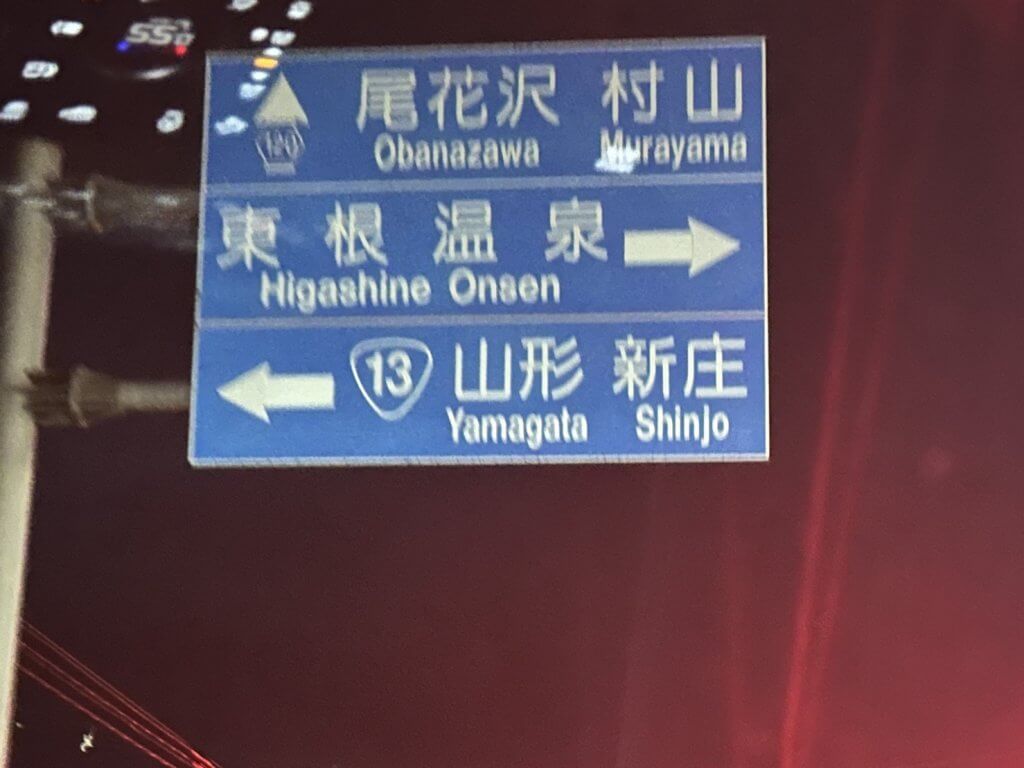 尾花沢 村山
Obanazawa Murayama
120
東根温泉
Higashine Onsen
13 山形 新庄
Yamagata Shinjo